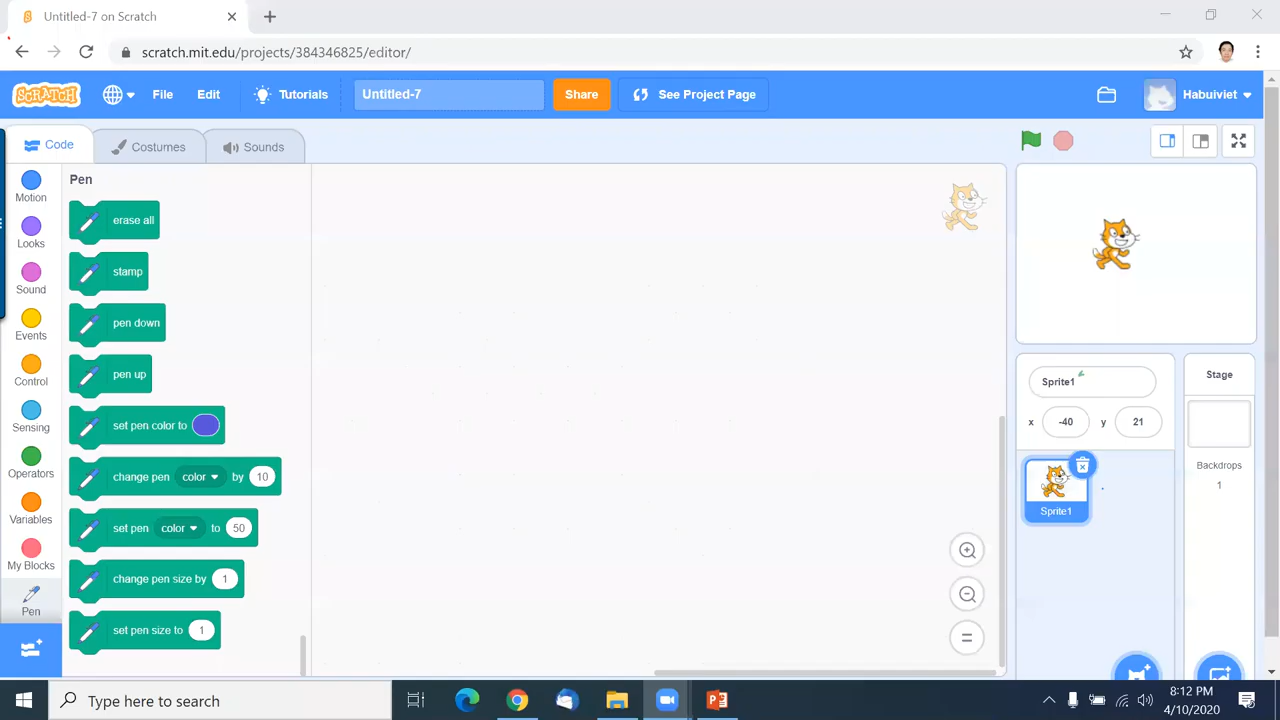 Untitled-7 on Scratch
scratch.mit.edu/projects/384346825/editor/
SCRATCH File Edit Tutorials Untitled-7 Share See Project Page Habuiviet
Code Costumes Sounds
Motion
Looks
Sound
Events
Control
Sensing
Operators
Variables
My Blocks
Pen
Pen
erase all
stamp
pen down
pen up
set pen color to
change pen color by 10
set pen color to 50
change pen size by 1
set pen size to 1
Sprite1
x -40 y 21
Sprite1
Stage
Backdrops
1
Type here to search
8:12 PM
4/10/2020